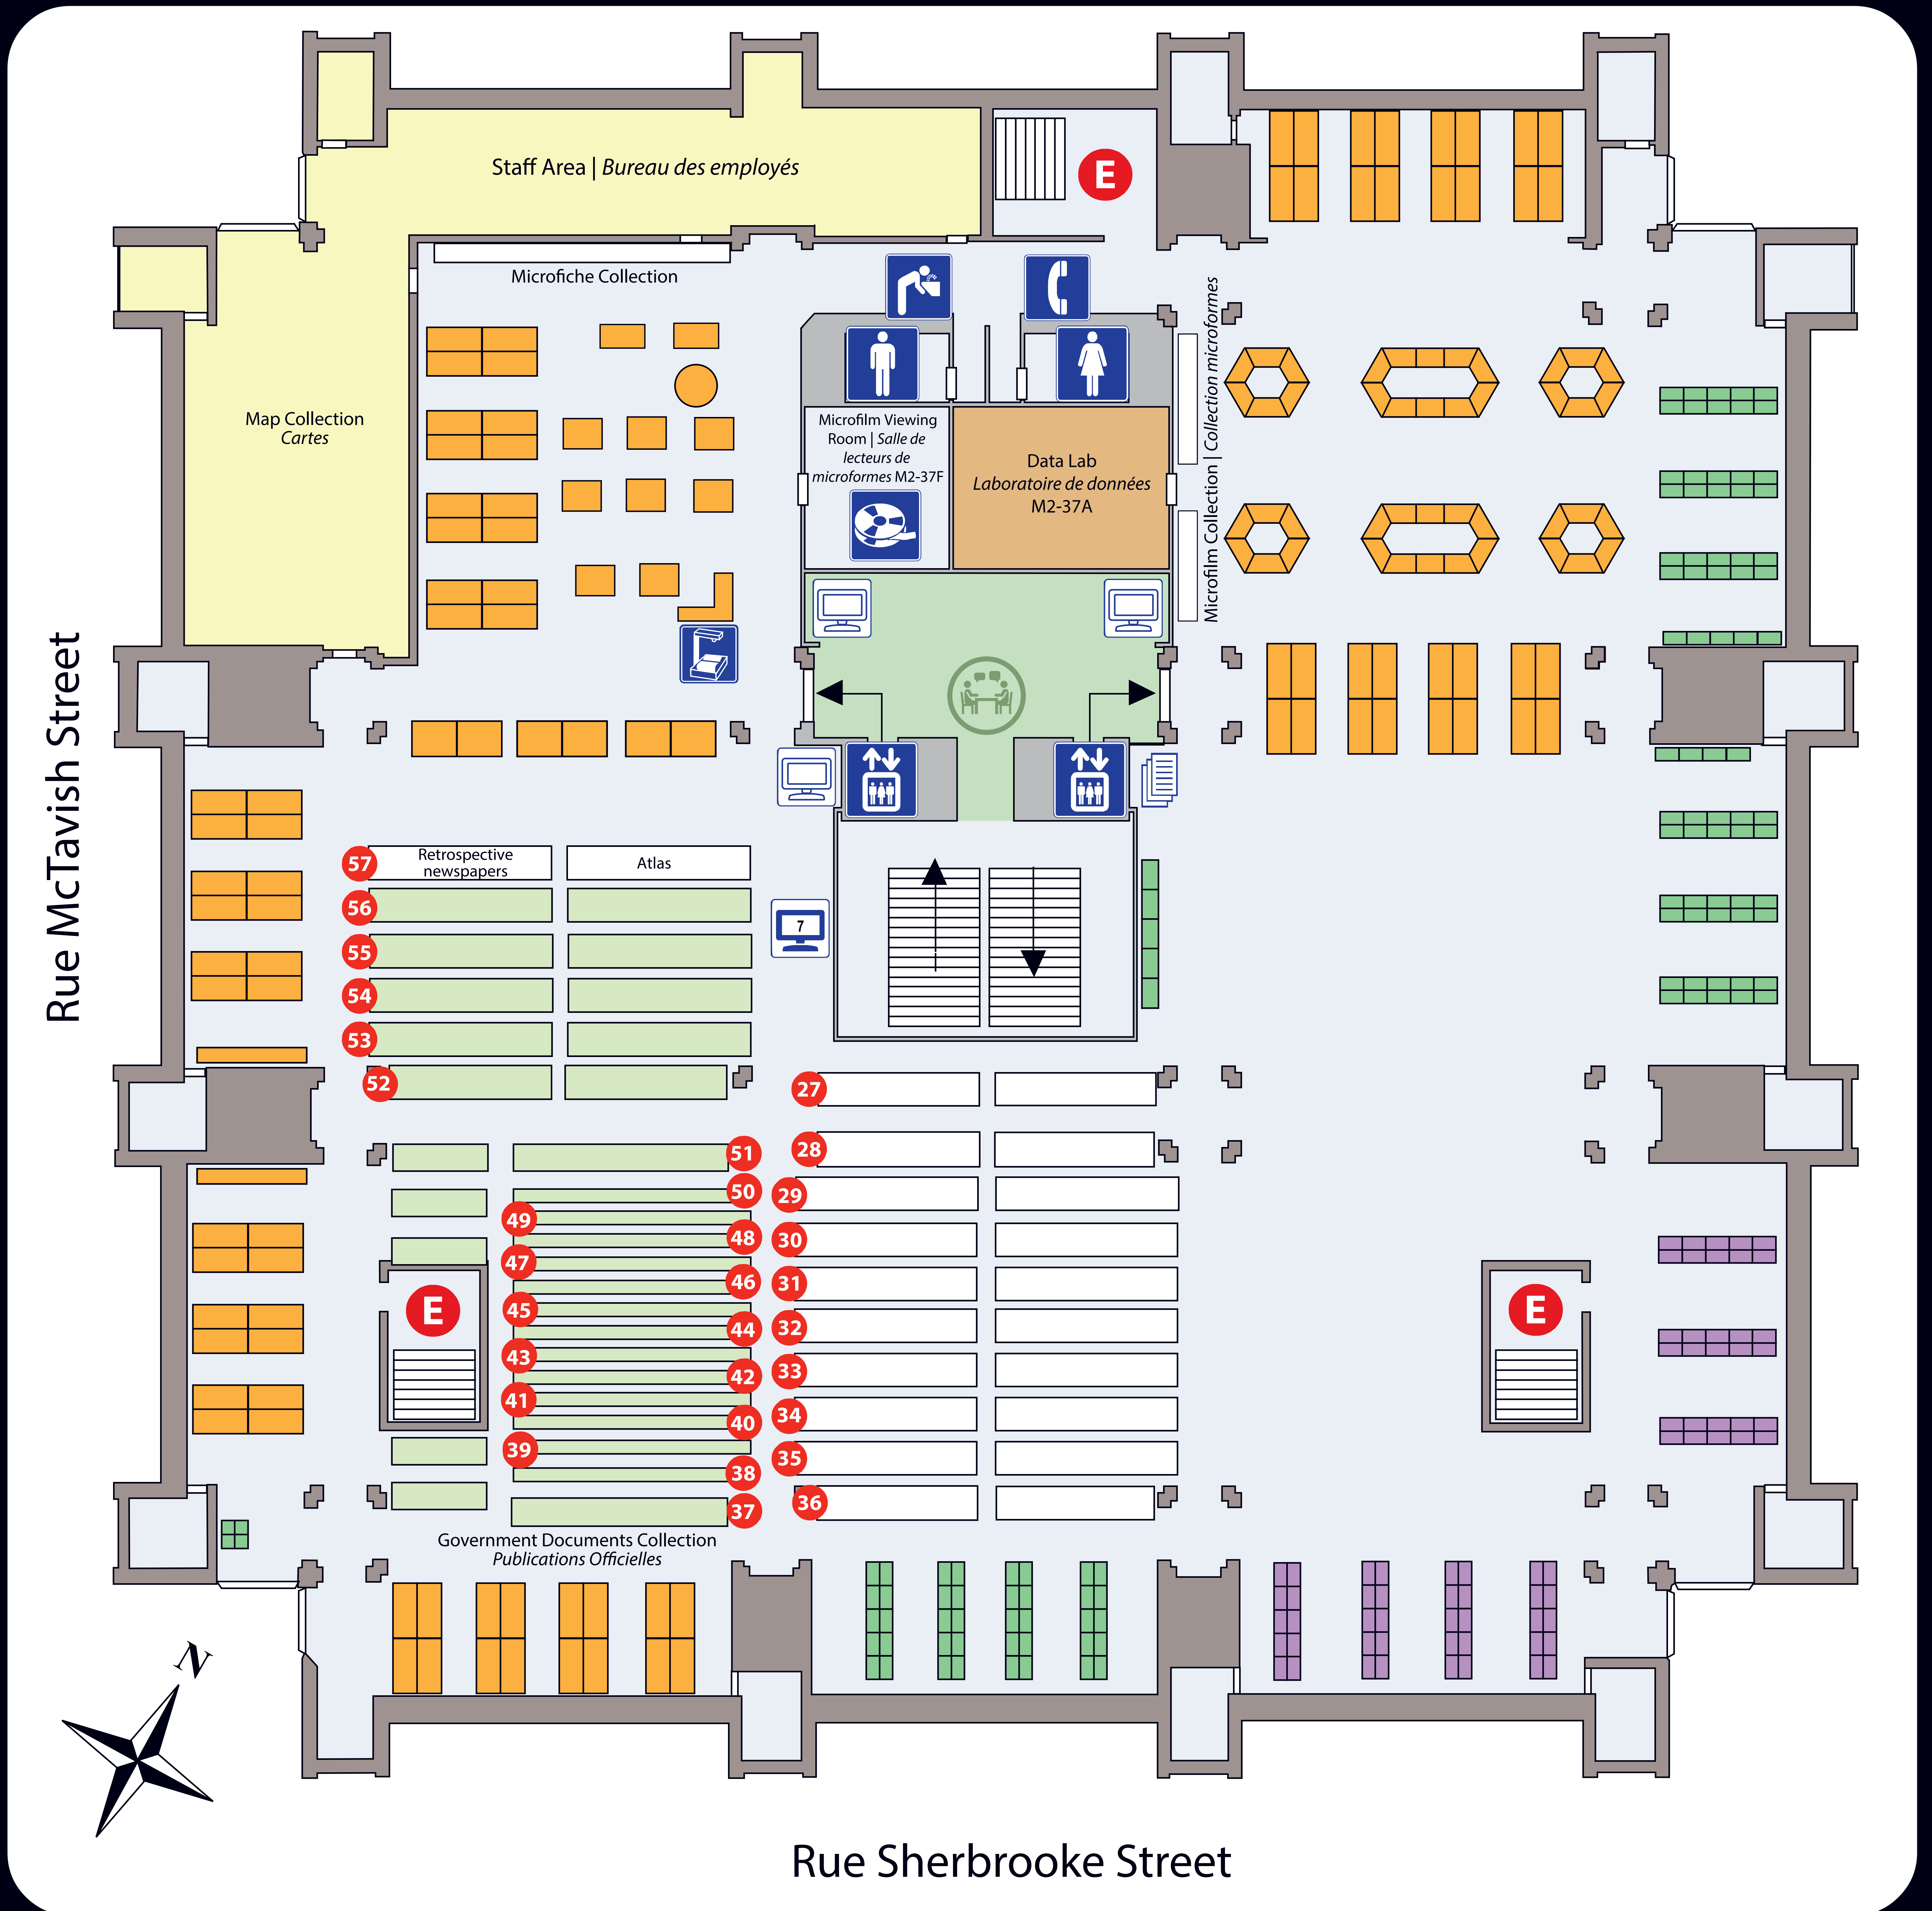 Staff Area | Bureau des employés
E
Microfiche Collection
Map Collection
Cartes
Microfilm Viewing
Room | Salle de
lecteurs de
microformes M2-37F
Data Lab
Laboratoire de données
M2-37A
Microfilm Collection | Collection microformes
Rue McTavish Street
57
Retrospective
newspapers
Atlas
56
7
55
54
53
52
27
51
28
50
29
49
48
30
47
46
31
E
E
45
44
32
43
42
33
41
40
34
39
35
38
36
37
Government Documents Collection
Publications Officielles
N
Rue Sherbrooke Street